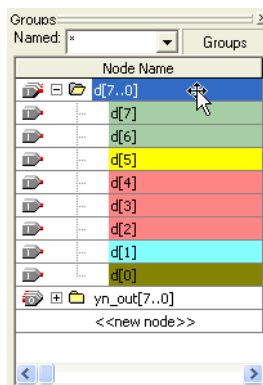 Groups
Named: * Groups
Node Name
d[7..0]
d[7]
d[6]
d[5]
d[4]
d[3]
d[2]
d[1]
d[0]
yn_out[7..0]
<<new node>>